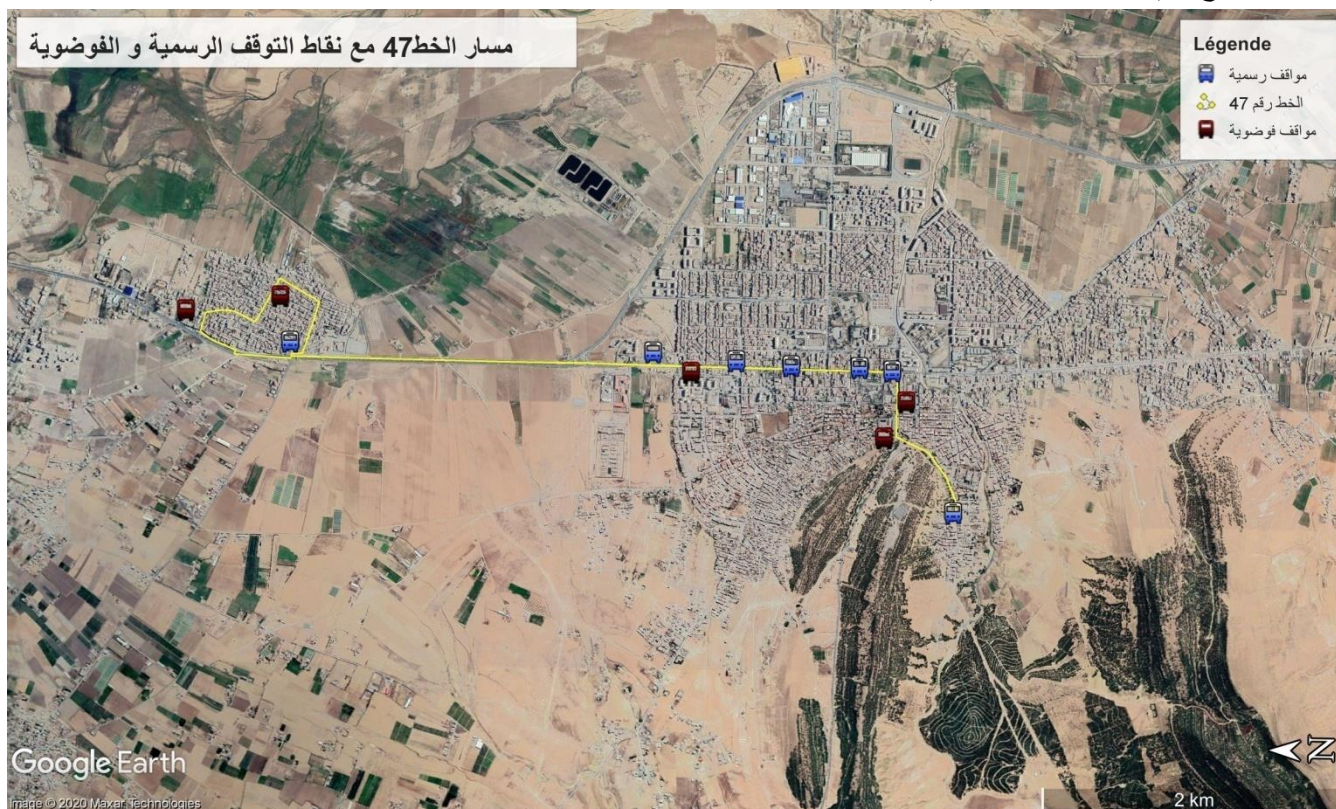 مسار الخط47 مع نقاط التوقف الرسمية و الفوضوية
Légende
مواقف رسمية
الخط رقم 47
مواقف فوضوية
Google Earth
Image © 2020 Maxar Technologies
N
2 km